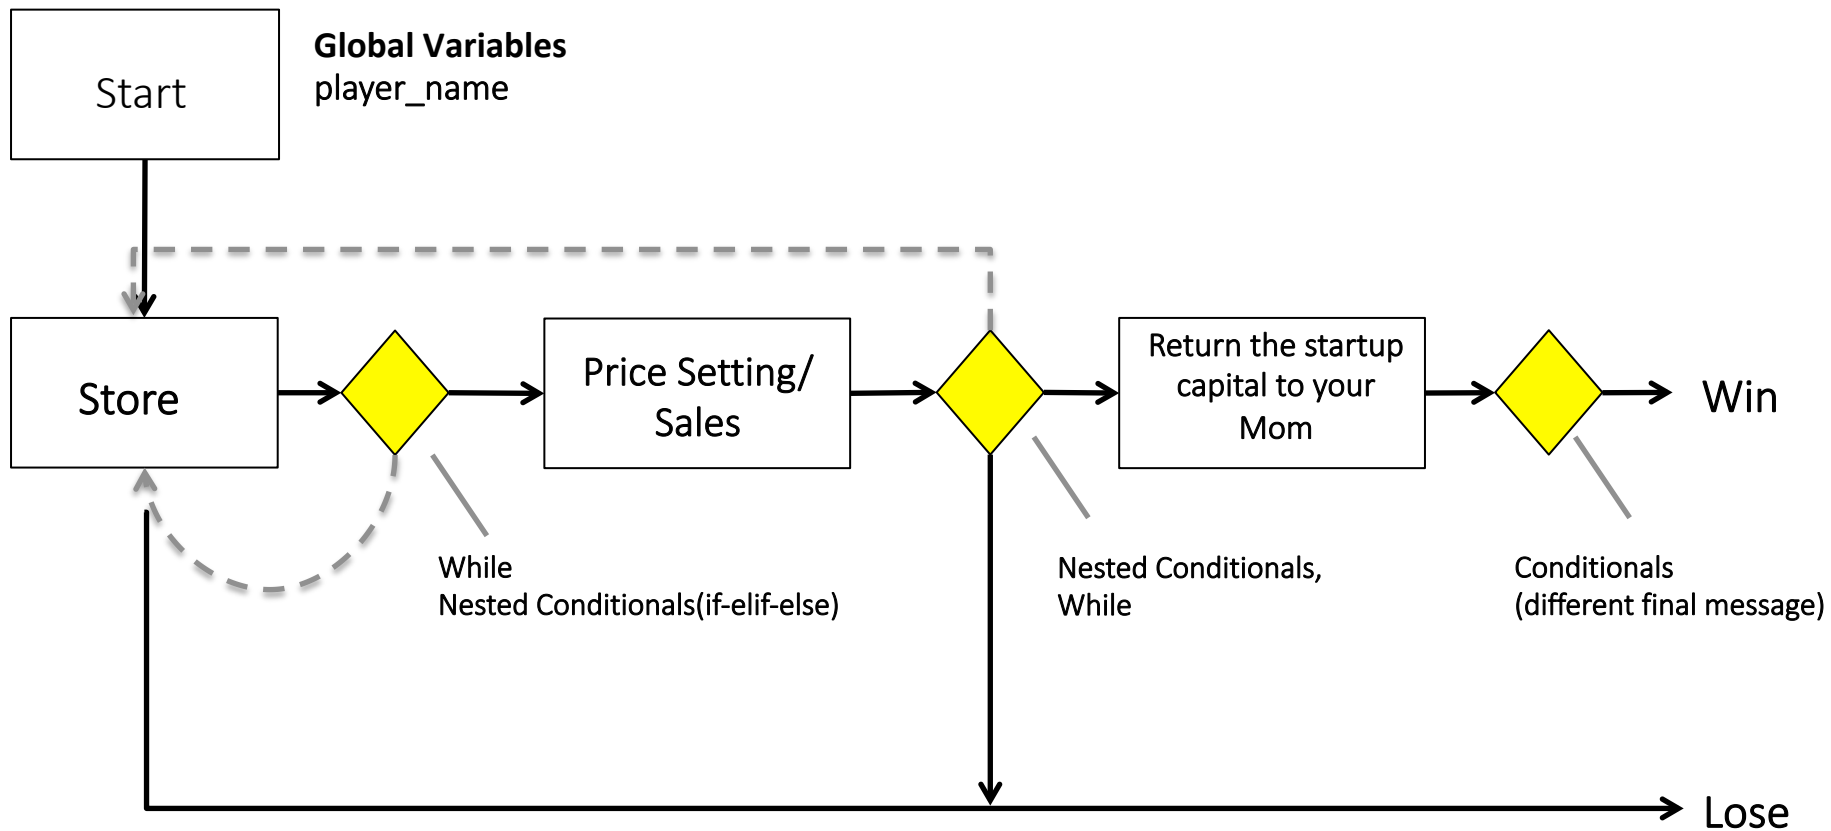 Start
Global Variables
player_name
Store
Price Setting/
Sales
Return the startup
capital to your
Mom
Win
While
Nested Conditionals(if-elif-else)
Nested Conditionals,
While
Conditionals
(different final message)
Lose